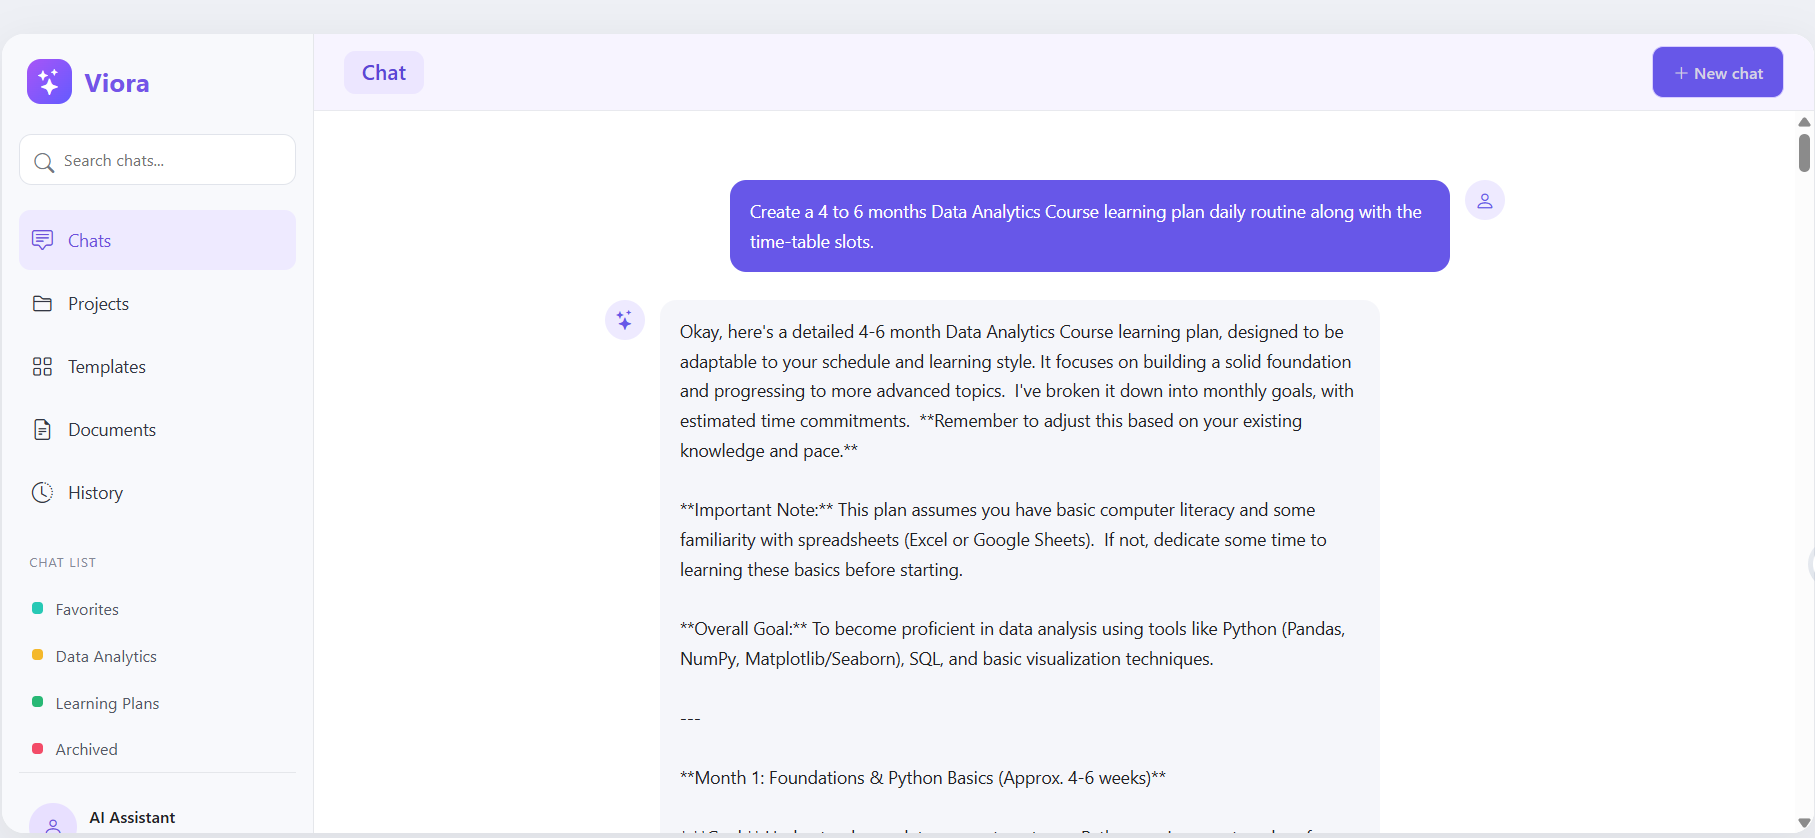 Viora
Search chats...
Chats
Projects
Templates
Documents
History
CHAT LIST
Favorites
Data Analytics
Learning Plans
Archived
AI Assistant
Chat
+ New chat
Create a 4 to 6 months Data Analytics Course learning plan daily routine along with the
time-table slots.
Okay, here's a detailed 4-6 month Data Analytics Course learning plan, designed to be
adaptable to your schedule and learning style. It focuses on building a solid foundation
and progressing to more advanced topics.  I've broken it down into monthly goals, with
estimated time commitments.  **Remember to adjust this based on your existing
knowledge and pace.**
**Important Note:** This plan assumes you have basic computer literacy and some
familiarity with spreadsheets (Excel or Google Sheets).  If not, dedicate some time to
learning these basics before starting.
**Overall Goal:** To become proficient in data analysis using tools like Python (Pandas,
NumPy, Matplotlib/Seaborn), SQL, and basic visualization techniques.
---
**Month 1: Foundations & Python Basics (Approx. 4-6 weeks)**